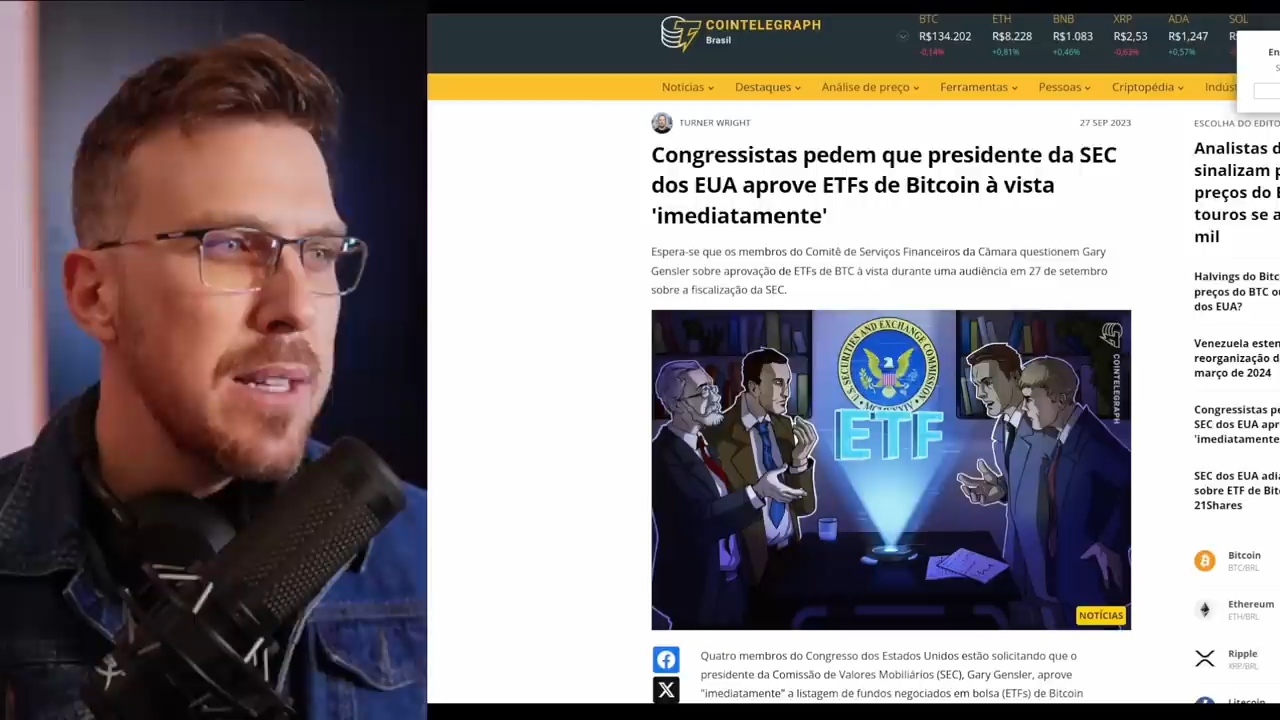 COINTELEGRAPH
Brasil
BTC ETH BNB XRP ADA SOL
R$134.202 R$8.228 R$1.083 R$2,53 R$1,247
-0,14% +0,81% +0,46% -0,63% +0,57%
Notícias Destaques Análise de preço Ferramentas Pessoas Criptopédia Indúst
En
S
TURNER WRIGHT
27 SEP 2023
Congressistas pedem que presidente da SEC
dos EUA aprove ETFs de Bitcoin à vista
'imediatamente'
Espera-se que os membros do Comitê de Serviços Financeiros da Câmara questionem Gary
Gensler sobre aprovação de ETFs de BTC à vista durante uma audiência em 27 de setembro
sobre a fiscalização da SEC.
U.S. SECURITIES AND EXCHANGE COMMISSION
MCMXXXIV
ETF
COINTELEGRAPH
NOTÍCIAS
Quatro membros do Congresso dos Estados Unidos estão solicitando que o
presidente da Comissão de Valores Mobiliários (SEC), Gary Gensler, aprove
"imediatamente" a listagem de fundos negociados em bolsa (ETFs) de Bitcoin
ESCOLHA DO EDITO
Analistas d
sinalizam p
preços do B
touros se a
mil
Halvings do Bitc
preços do BTC ou
dos EUA?
Venezuela esten
reorganização da
março de 2024
Congressistas pe
SEC dos EUA apr
'imediatamente
SEC dos EUA adia
sobre ETF de Bit
21Shares
Bitcoin
BTC/BRL
Ethereum
ETH/BRL
Ripple
XRP/BRL
Litecoin